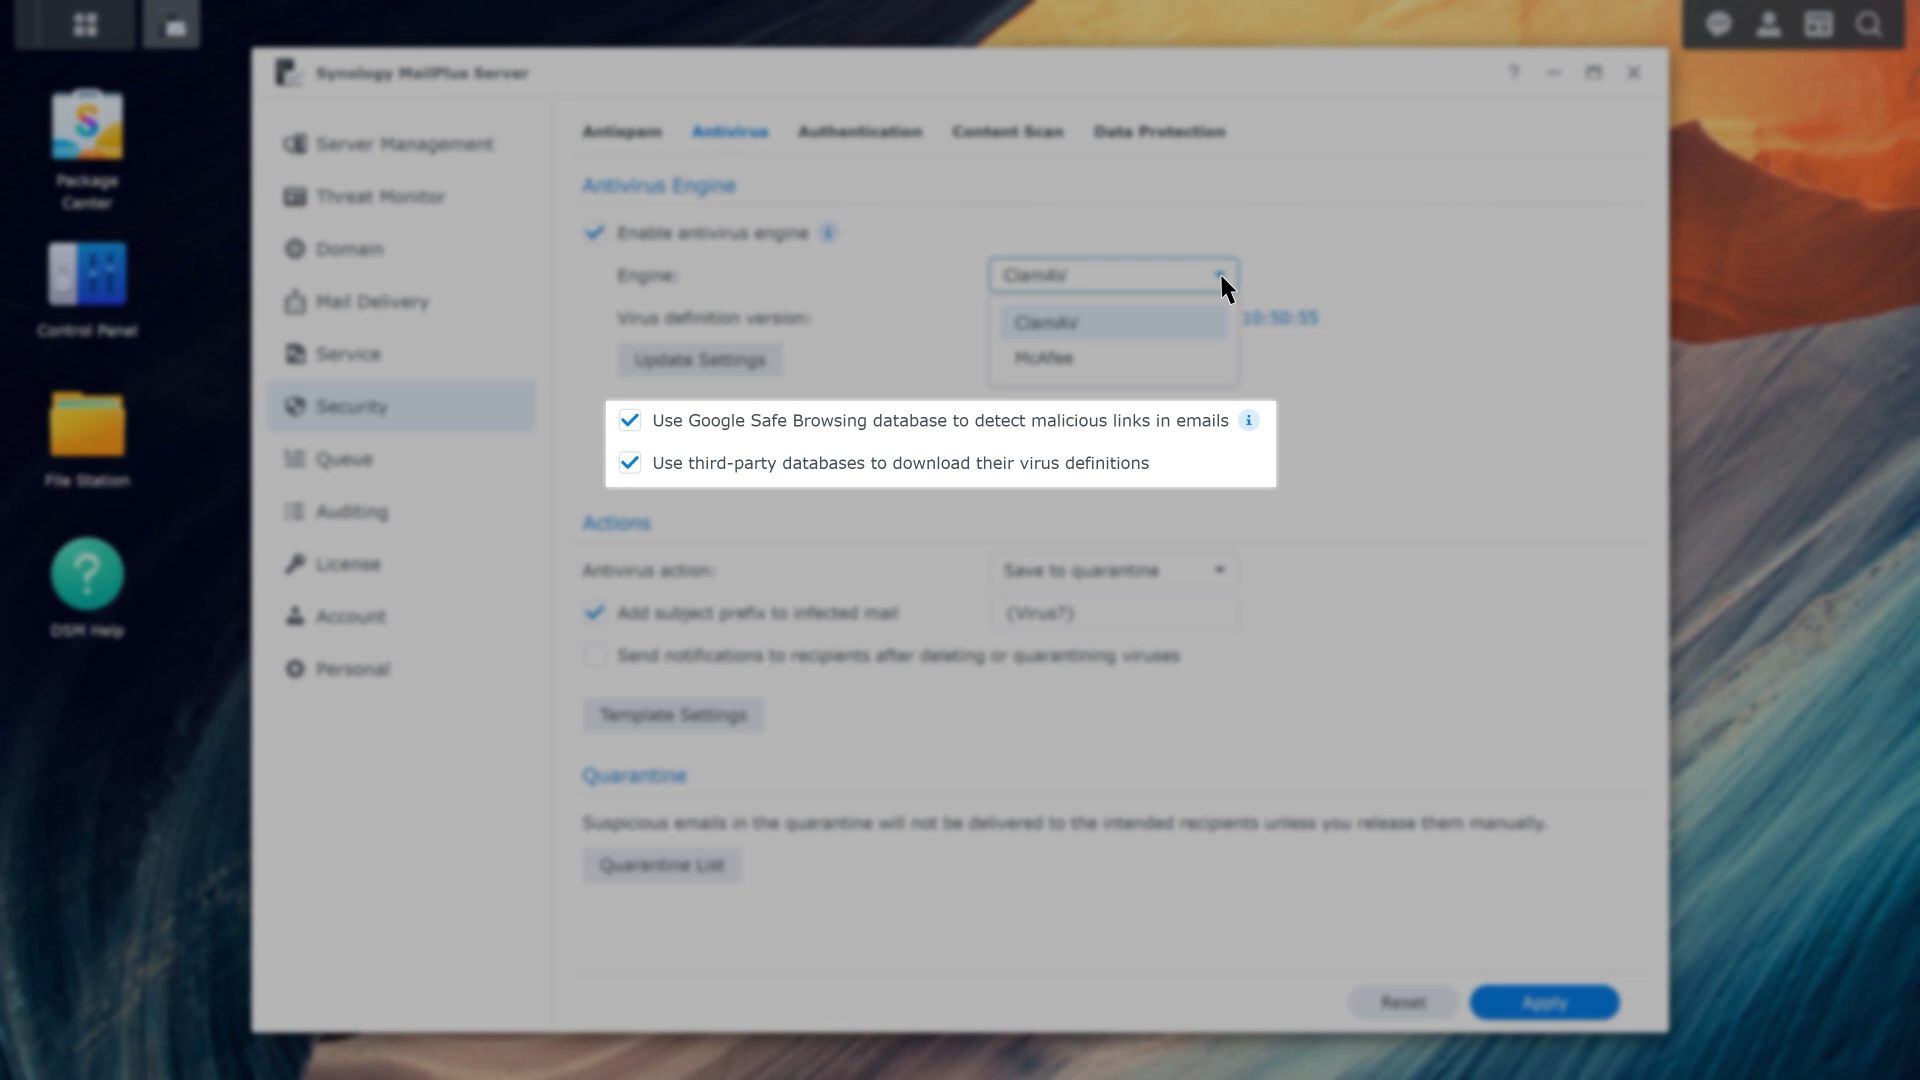 Synology MailPlus Server
Package
Center
Control Panel
File Station
DSM Help
Server Management
Threat Monitor
Domain
Mail Delivery
Service
Security
Queue
Auditing
License
Account
Personal
Antispam Antivirus Authentication Content Scan Data Protection
Antivirus Engine
Enable antivirus engine
Engine: ClamAV
ClamAV
McAfee
Virus definition version: 10:50:55
Update Settings
Use Google Safe Browsing database to detect malicious links in emails
Use third-party databases to download their virus definitions
Actions
Antivirus action: Save to quarantine
Add subject prefix to infected mail {Virus?}
Send notifications to recipients after deleting or quarantining viruses
Template Settings
Quarantine
Suspicious emails in the quarantine will not be delivered to the intended recipients unless you release them manually.
Quarantine List
Reset Apply